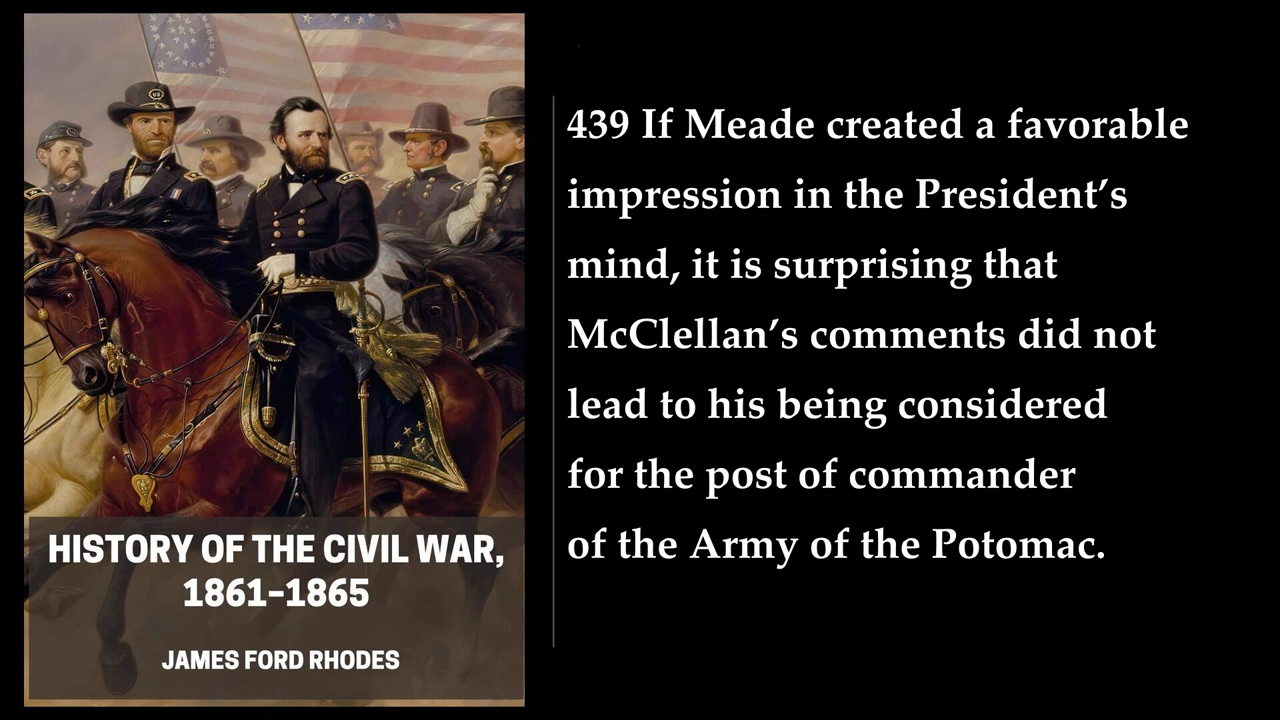 HISTORY OF THE CIVIL WAR,
1861–1865
JAMES FORD RHODES
439 If Meade created a favorable
impression in the President’s
mind, it is surprising that
McClellan’s comments did not
lead to his being considered
for the post of commander
of the Army of the Potomac.